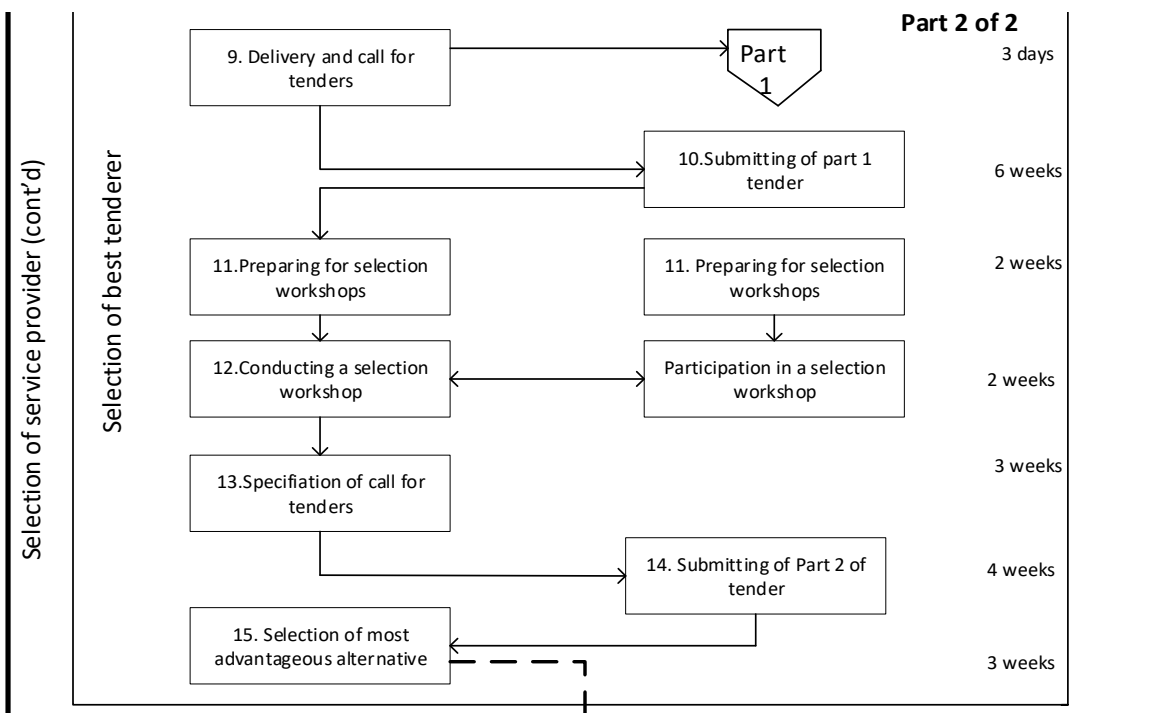 Part 2 of 2
9. Delivery and call for
tenders
Part
1
3 days
10.Submitting of part 1
tender
6 weeks
Selection of service provider (cont'd)
Selection of best tenderer
11.Preparing for selection
workshops
11. Preparing for selection
workshops
2 weeks
12.Conducting a selection
workshop
Participation in a selection
workshop
2 weeks
13.Specifiation of call for
tenders
3 weeks
14. Submitting of Part 2 of
tender
4 weeks
15. Selection of most
advantageous alternative
3 weeks